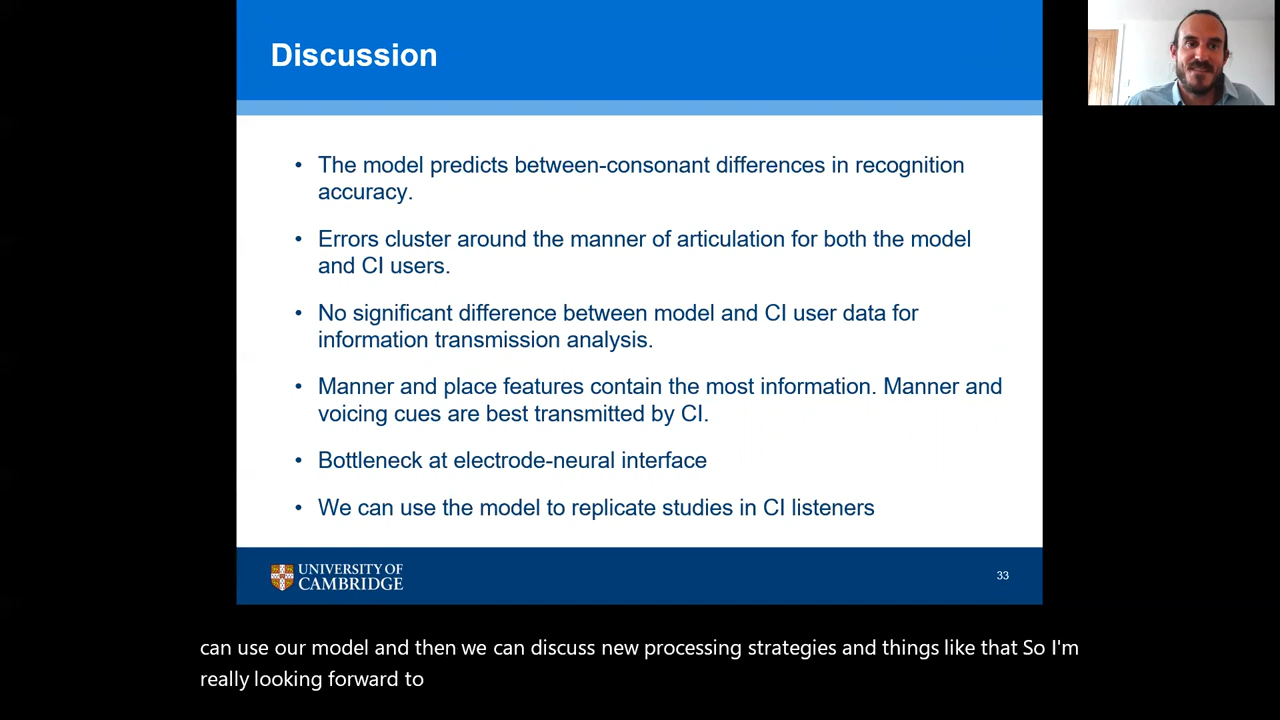 Discussion
• The model predicts between-consonant differences in recognition
accuracy.
• Errors cluster around the manner of articulation for both the model
and CI users.
• No significant difference between model and CI user data for
information transmission analysis.
• Manner and place features contain the most information. Manner and
voicing cues are best transmitted by CI.
• Bottleneck at electrode-neural interface
• We can use the model to replicate studies in CI listeners
UNIVERSITY OF
CAMBRIDGE
33
can use our model and then we can discuss new processing strategies and things like that So I'm
really looking forward to